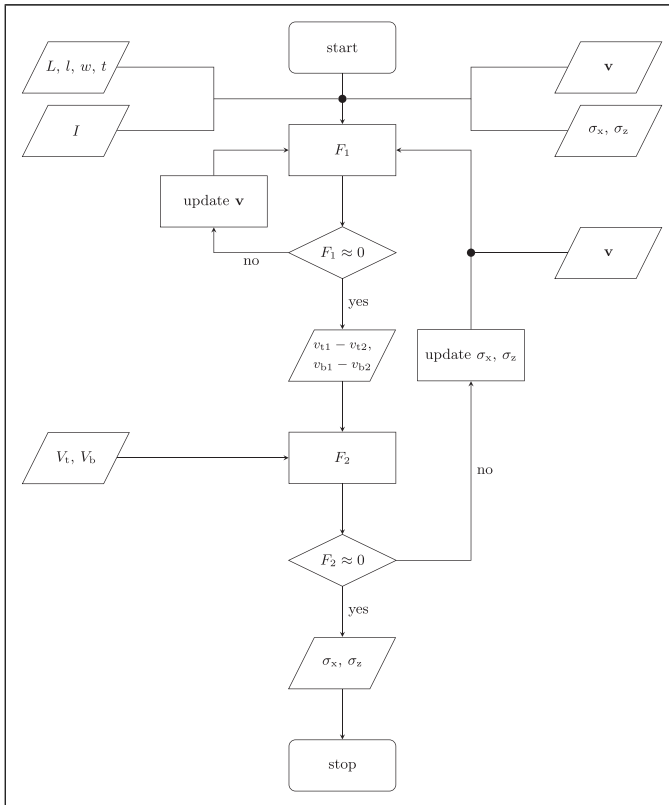 start
L, l, w, t
v
I
σx, σz
F1
update v
F1 ≈ 0
no
v
yes
vt1 − vt2,
vb1 − vb2
update σx, σz
Vt, Vb
F2
no
F2 ≈ 0
yes
σx, σz
stop